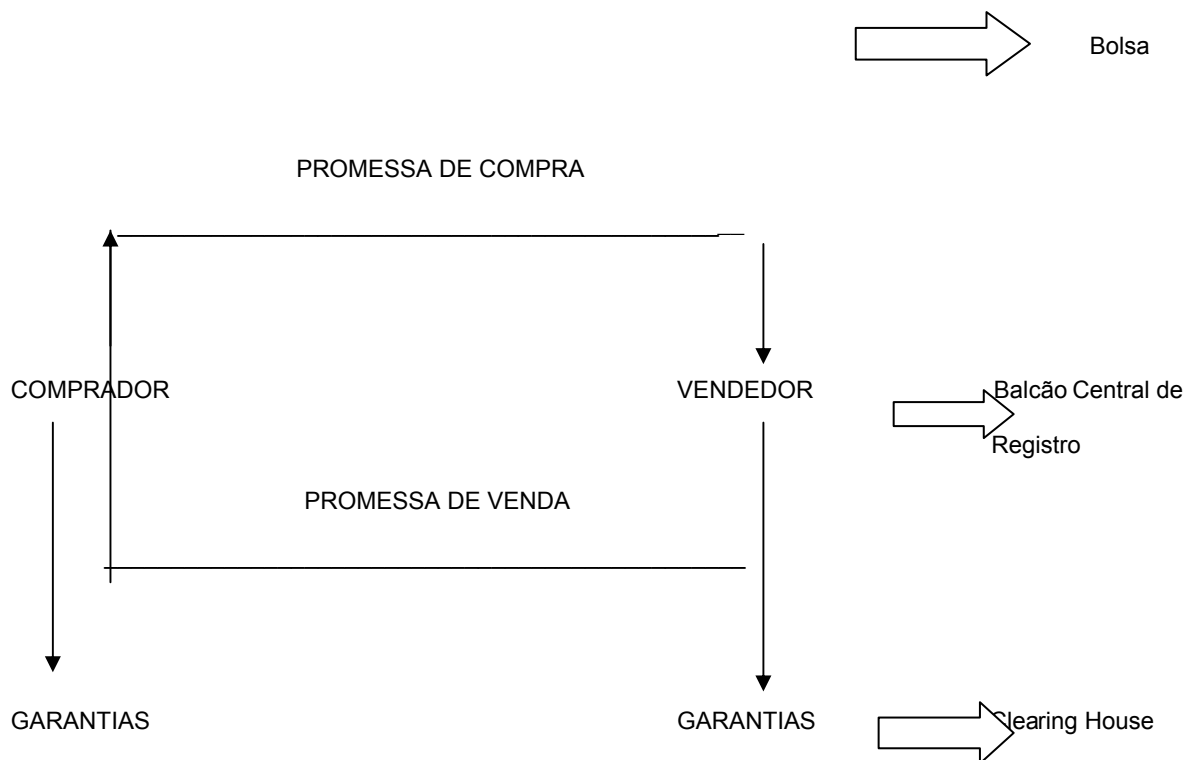 Bolsa
PROMESSA DE COMPRA
COMPRADOR
VENDEDOR
Balcão Central de
Registro
PROMESSA DE VENDA
GARANTIAS
GARANTIAS
Clearing House